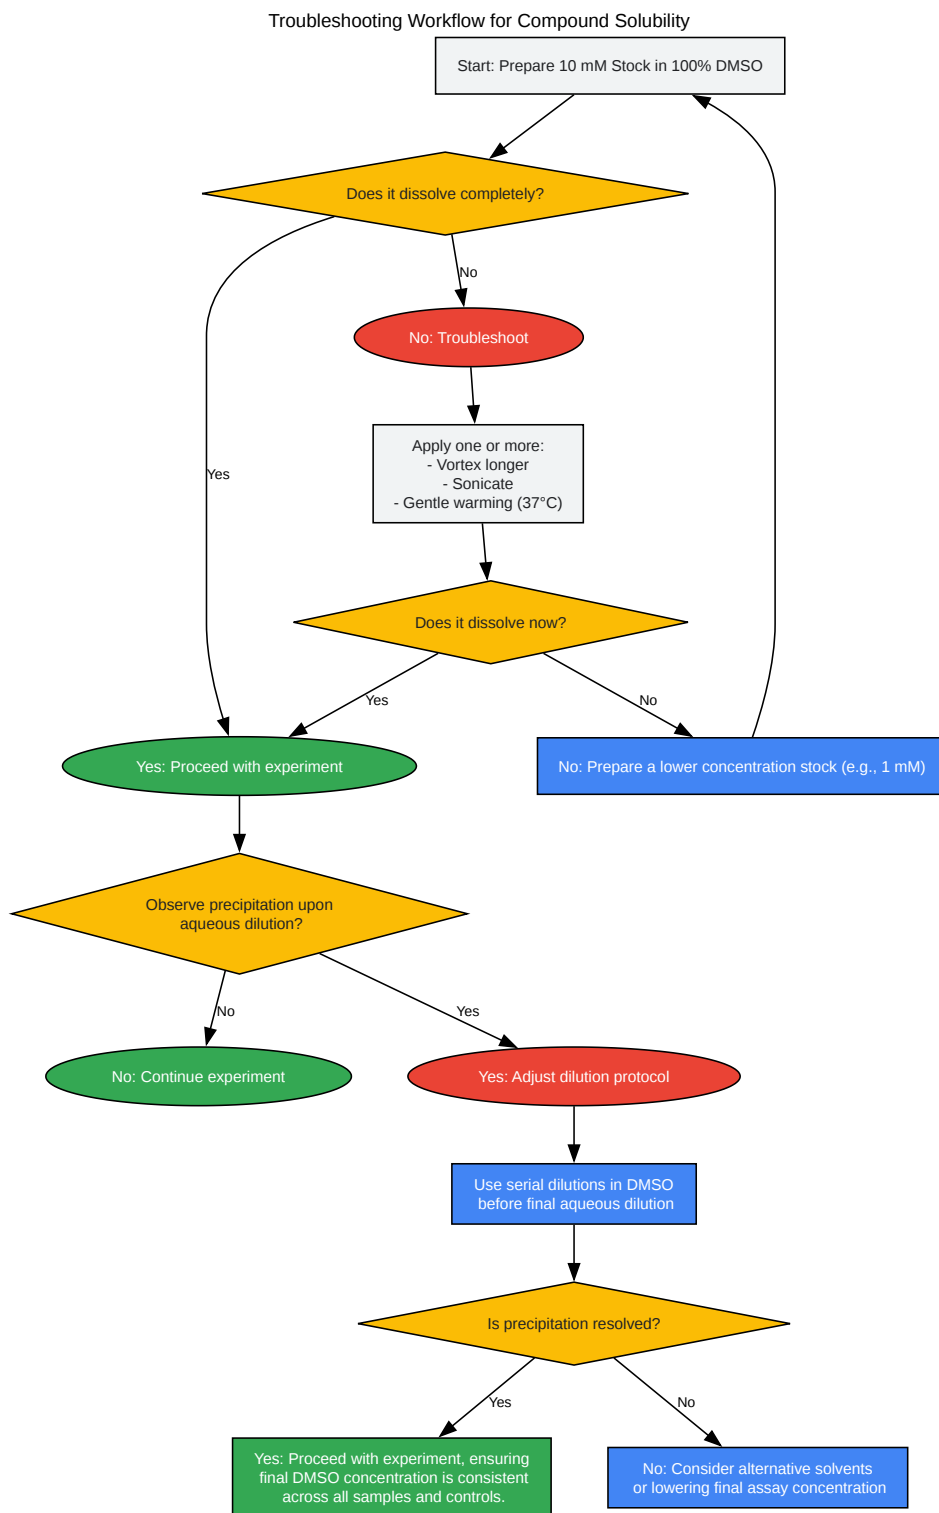 Troubleshooting Workflow for Compound Solubility
Start: Prepare 10 mM Stock in 100% DMSO
Does it dissolve completely?
No
No: Troubleshoot
Apply one or more:
- Vortex longer
- Sonicate
- Gentle warming (37°C)
Yes
Does it dissolve now?
Yes
No
Yes: Proceed with experiment
No: Prepare a lower concentration stock (e.g., 1 mM)
Observe precipitation upon
aqueous dilution?
No
Yes
No: Continue experiment
Yes: Adjust dilution protocol
Use serial dilutions in DMSO
before final aqueous dilution
Is precipitation resolved?
Yes
No
Yes: Proceed with experiment, ensuring
final DMSO concentration is consistent
across all samples and controls.
No: Consider alternative solvents
or lowering final assay concentration